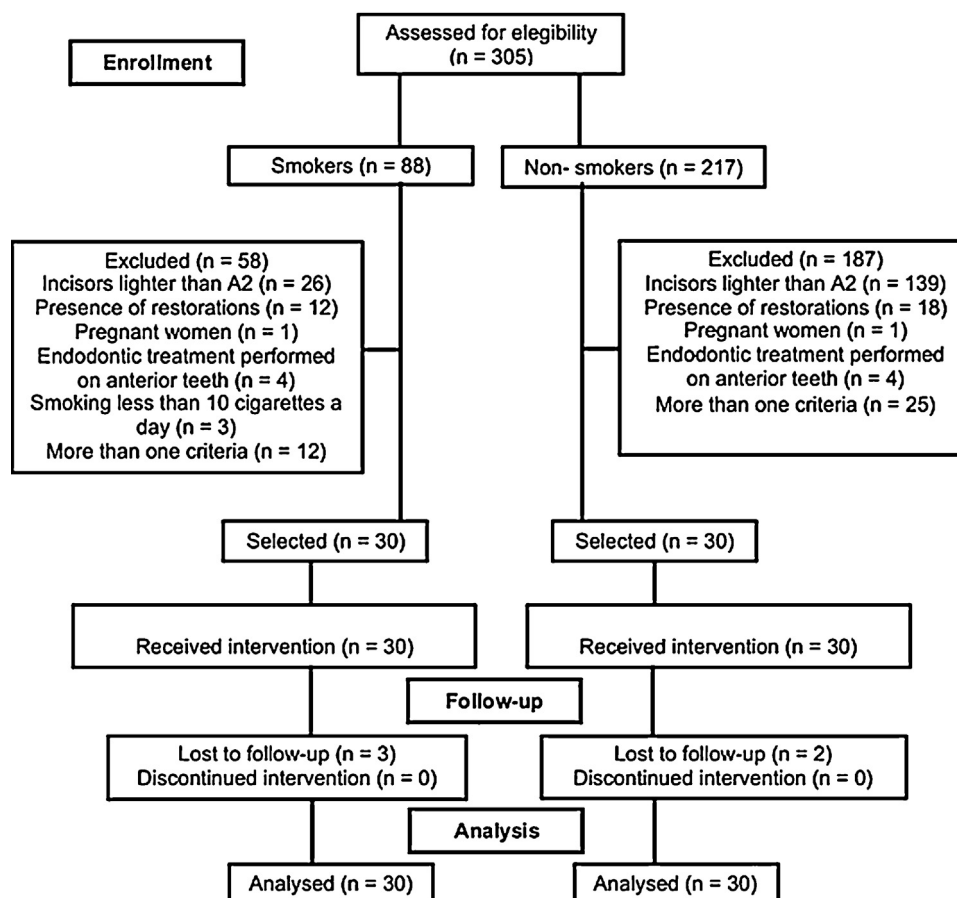 Assessed for elegibility
(n = 305)
Enrollment
Smokers (n = 88)
Non- smokers (n = 217)
Excluded (n = 58)
Incisors lighter than A2 (n = 26)
Presence of restorations (n = 12)
Pregnant women (n = 1)
Endodontic treatment performed
on anterior teeth (n = 4)
Smoking less than 10 cigarettes a
day (n = 3)
More than one criteria (n = 12)
Excluded (n = 187)
Incisors lighter than A2 (n = 139)
Presence of restorations (n = 18)
Pregnant women (n = 1)
Endodontic treatment performed
on anterior teeth (n = 4)
More than one criteria (n = 25)
Selected (n = 30)
Selected (n = 30)
Received intervention (n = 30)
Received intervention (n = 30)
Follow-up
Lost to follow-up (n = 3)
Discontinued intervention (n = 0)
Lost to follow-up (n = 2)
Discontinued intervention (n = 0)
Analysis
Analysed (n = 30)
Analysed (n = 30)